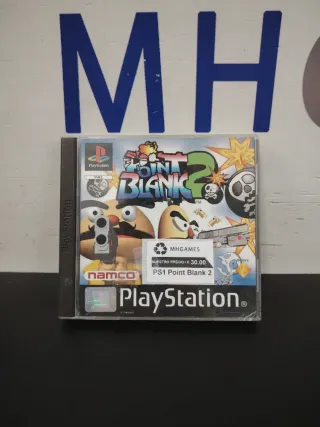 MH
PlayStation
POINT
BLANK 2
MHGAMES
30.00
PS1 Point Blank 2
namco
PlayStation